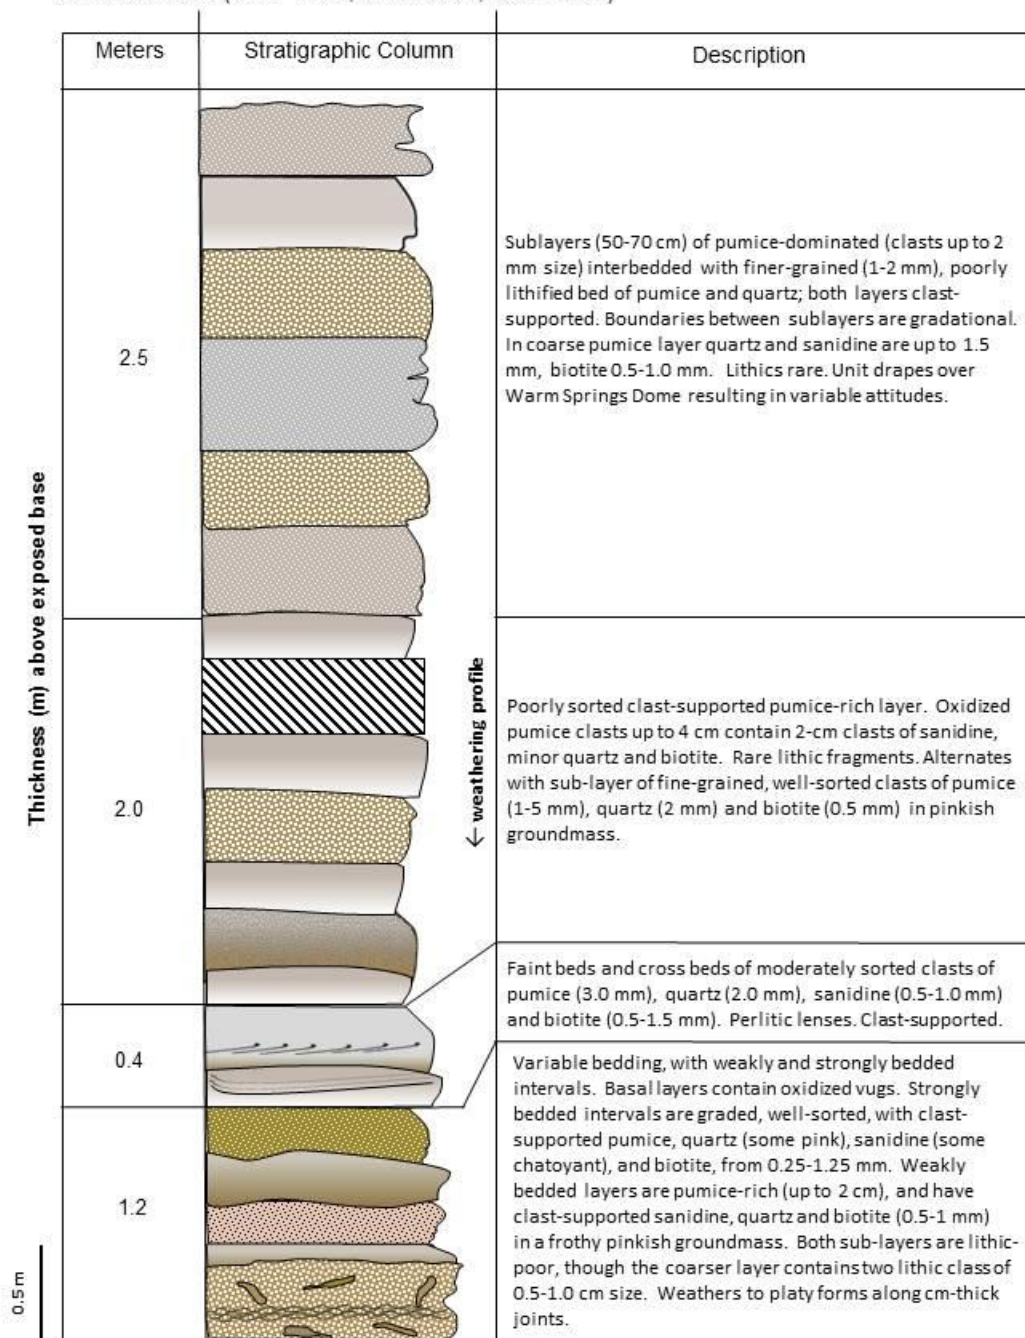 Meters
Stratigraphic Column
Description
2.5
Sublayers (50-70 cm) of pumice-dominated (clasts up to 2
mm size) interbedded with finer-grained (1-2 mm), poorly
lithified bed of pumice and quartz; both layers clast-
supported. Boundaries between sublayers are gradational.
In coarse pumice layer quartz and sanidine are up to 1.5
mm, biotite 0.5-1.0 mm. Lithics rare. Unit drapes over
Warm Springs Dome resulting in variable attitudes.
Thickness (m) above exposed base
2.0
← weathering profile
Poorly sorted clast-supported pumice-rich layer. Oxidized
pumice clasts up to 4 cm contain 2-cm clasts of sanidine,
minor quartz and biotite. Rare lithic fragments. Alternates
with sub-layer of fine-grained, well-sorted clasts of pumice
(1-5 mm), quartz (2 mm) and biotite (0.5 mm) in pinkish
groundmass.
0.4
Faint beds and cross beds of moderately sorted clasts of
pumice (3.0 mm), quartz (2.0 mm), sanidine (0.5-1.0 mm)
and biotite (0.5-1.5 mm). Perlitic lenses. Clast-supported.
1.2
Variable bedding, with weakly and strongly bedded
intervals. Basal layers contain oxidized vugs. Strongly
bedded intervals are graded, well-sorted, with clast-
supported pumice, quartz (some pink), sanidine (some
chatoyant), and biotite, from 0.25-1.25 mm. Weakly
bedded layers are pumice-rich (up to 2 cm), and have
clast-supported sanidine, quartz and biotite (0.5-1 mm)
in a frothy pinkish groundmass. Both sub-layers are lithic-
poor, though the coarser layer contains two lithic class of
0.5-1.0 cm size. Weathers to platy forms along cm-thick
joints.
0.5 m